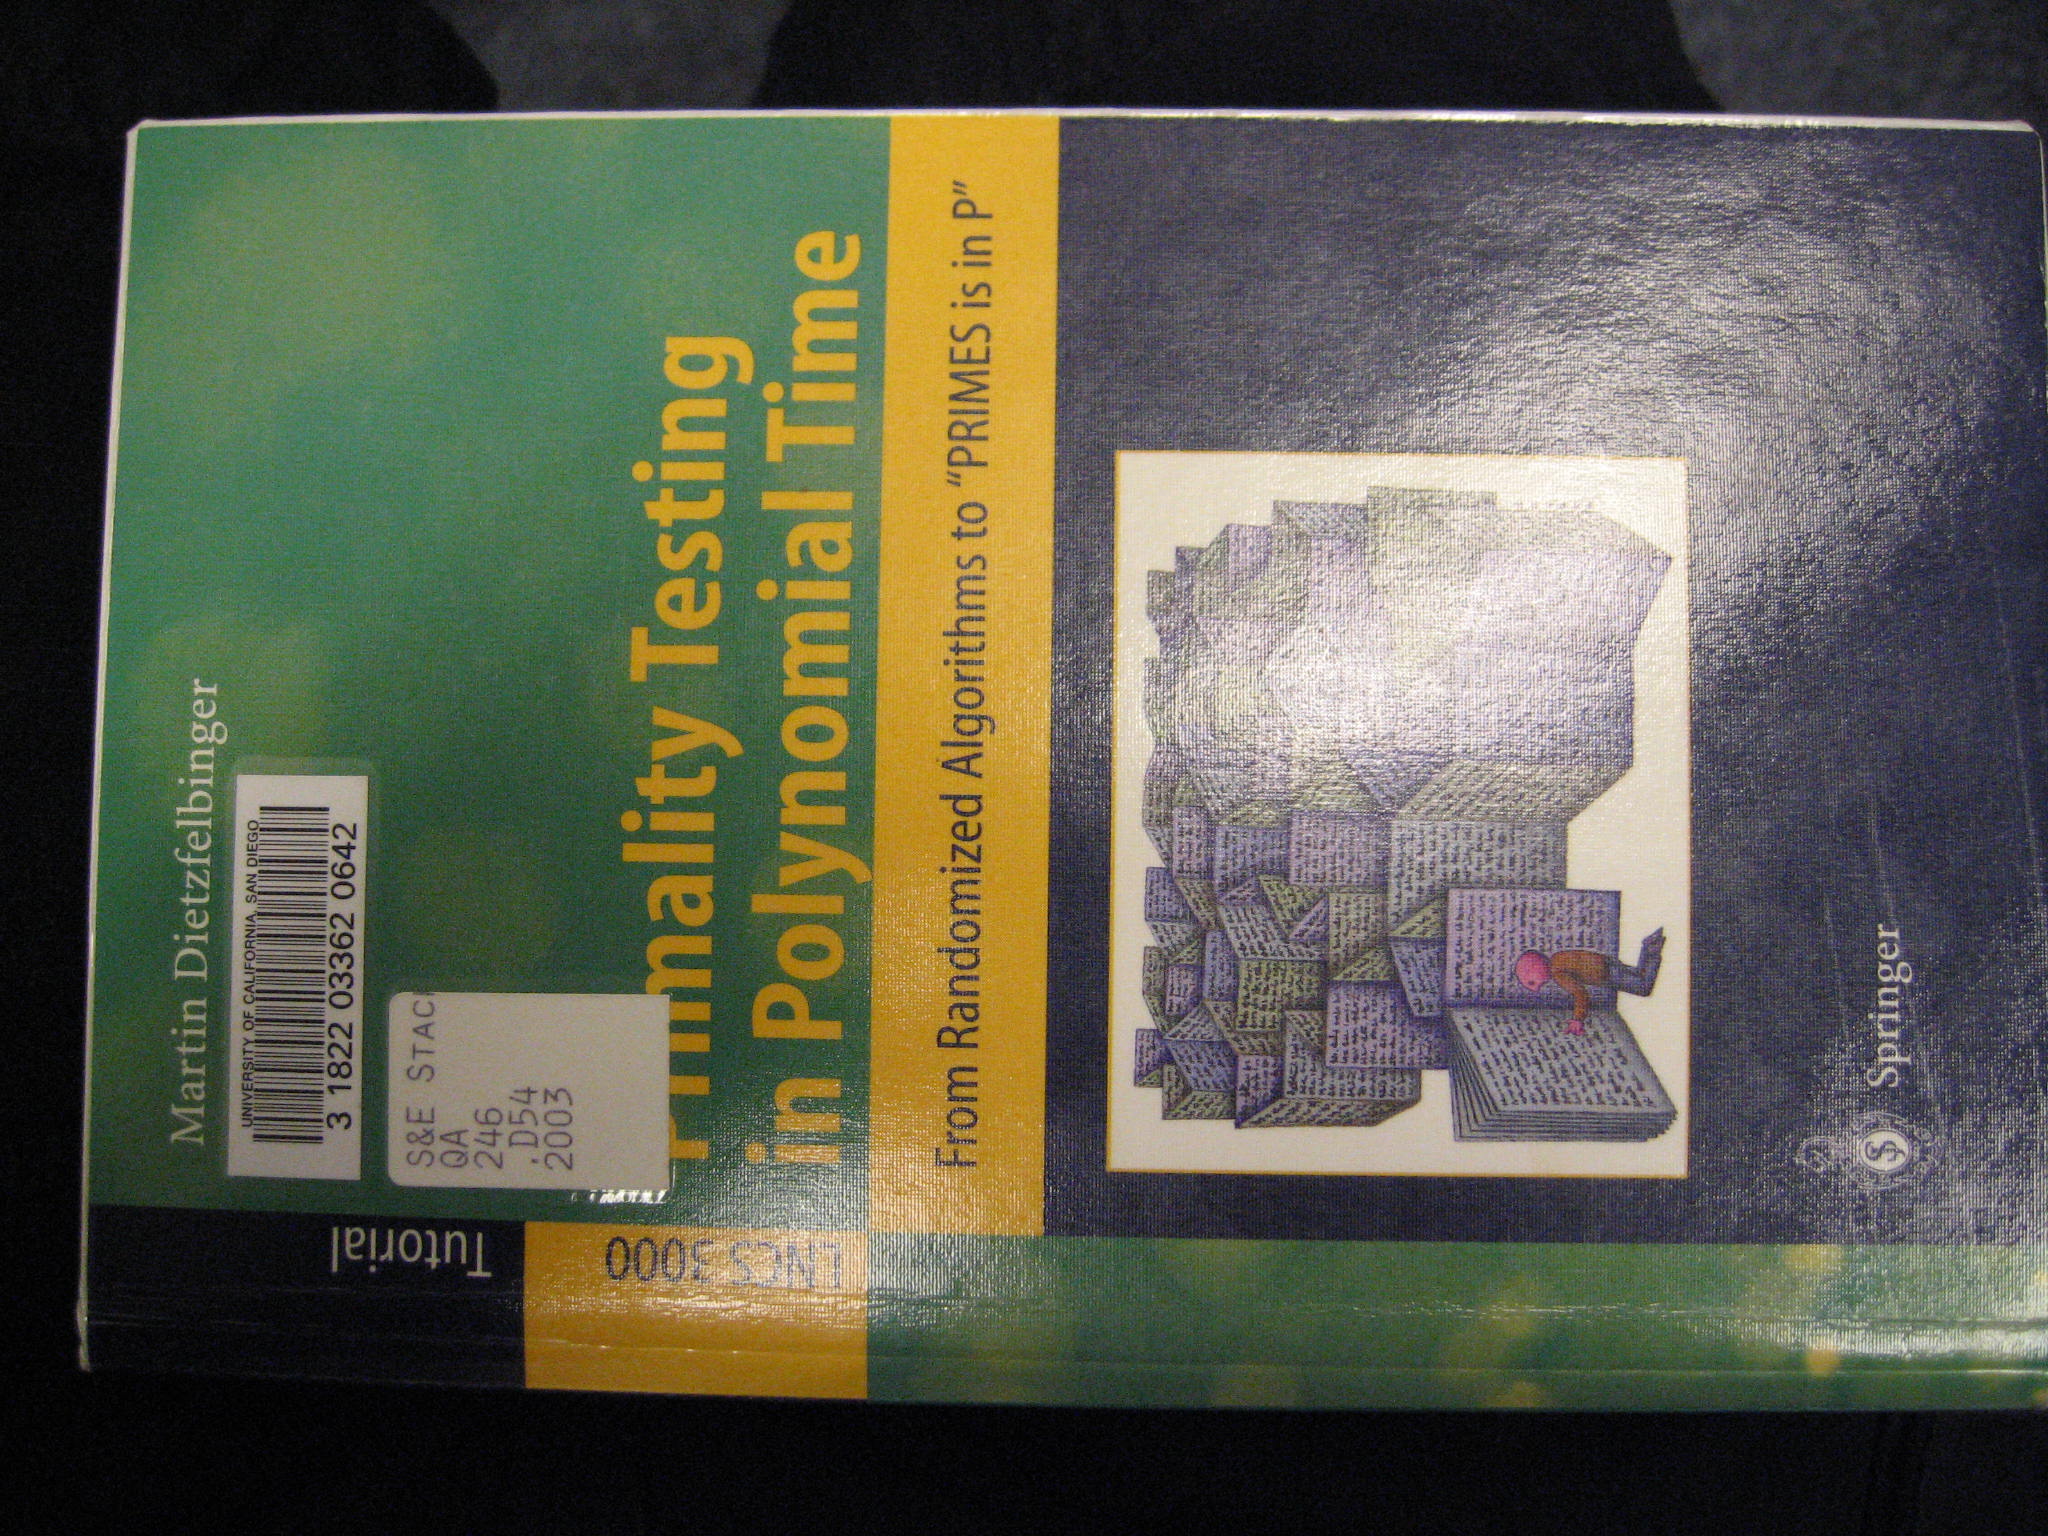 Martin Dietzfelbinger
UNIVERSITY OF CALIFORNIA, SAN DIEGO
3 1822 03362 0642
S&E STAC
QA
246
.D54
2003
Primality Testing
in Polynomial Time
From Randomized Algorithms to "PRIMES is in P"
Springer
Tutorial
LNCS 3000